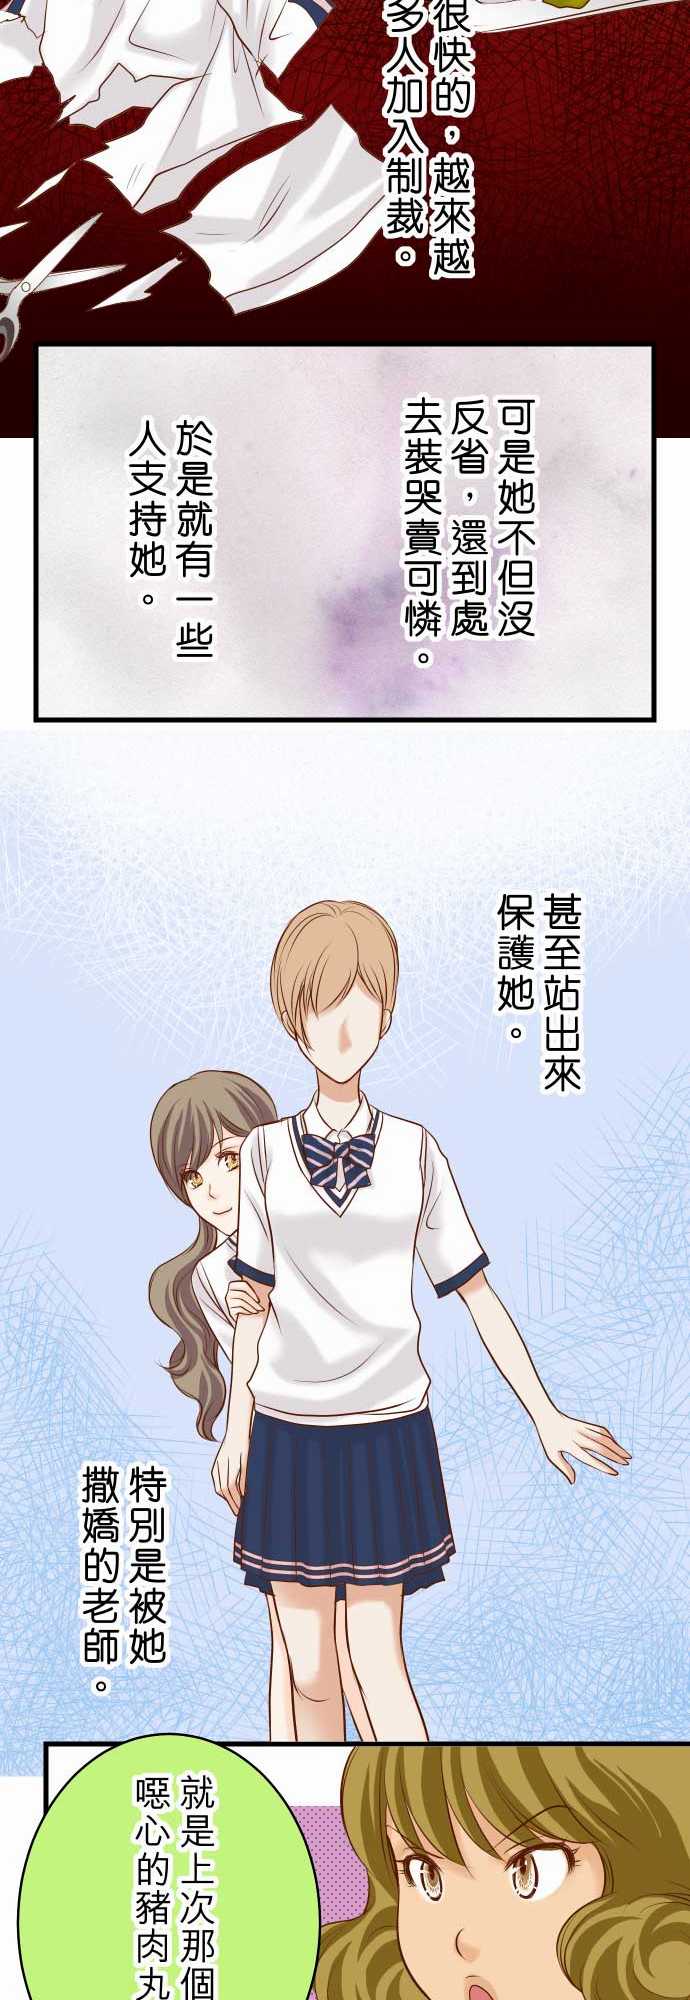 很快的，越來越
多人加入制裁。
可是她不但沒
反省，還到處
去裝哭賣可憐。
於是就有一些
人支持她。
甚至站出來
保護她。
特別是被她
撒嬌的老師。
就是上次那個
噁心的豬肉丸